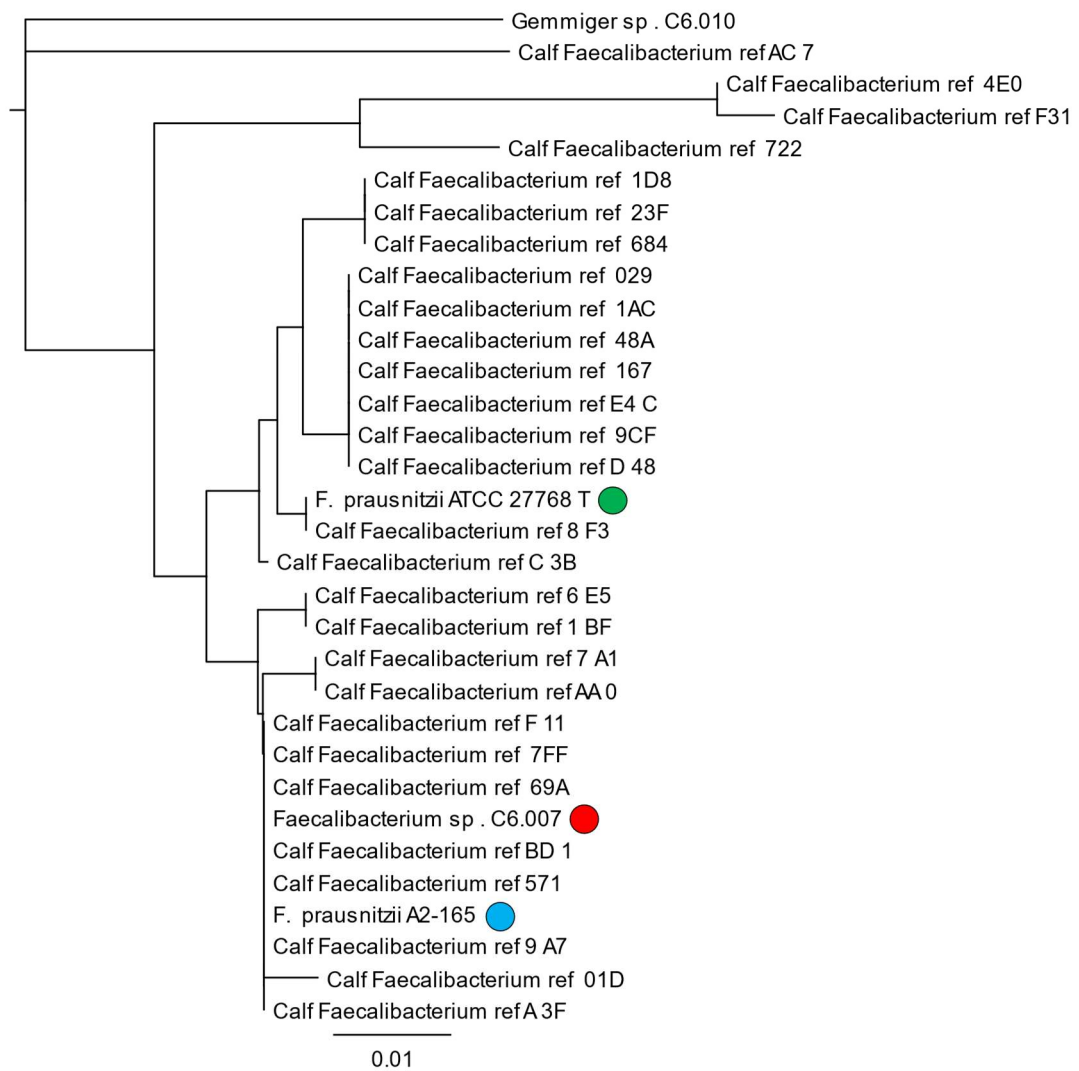 Gemmiger sp . C6.010
Calf Faecalibacterium ref AC 7
Calf Faecalibacterium ref 4E0
Calf Faecalibacterium ref F31
Calf Faecalibacterium ref 722
Calf Faecalibacterium ref 1D8
Calf Faecalibacterium ref 23F
Calf Faecalibacterium ref 684
Calf Faecalibacterium ref 029
Calf Faecalibacterium ref 1AC
Calf Faecalibacterium ref 48A
Calf Faecalibacterium ref 167
Calf Faecalibacterium ref E4 C
Calf Faecalibacterium ref 9CF
Calf Faecalibacterium ref D 48
F. prausnitzii ATCC 27768 T
Calf Faecalibacterium ref 8 F3
Calf Faecalibacterium ref C 3B
Calf Faecalibacterium ref 6 E5
Calf Faecalibacterium ref 1 BF
Calf Faecalibacterium ref 7 A1
Calf Faecalibacterium ref AA 0
Calf Faecalibacterium ref F 11
Calf Faecalibacterium ref 7FF
Calf Faecalibacterium ref 69A
Faecalibacterium sp . C6.007
Calf Faecalibacterium ref BD 1
Calf Faecalibacterium ref 571
F. prausnitzii A2-165
Calf Faecalibacterium ref 9 A7
Calf Faecalibacterium ref 01D
Calf Faecalibacterium ref A 3F
0.01